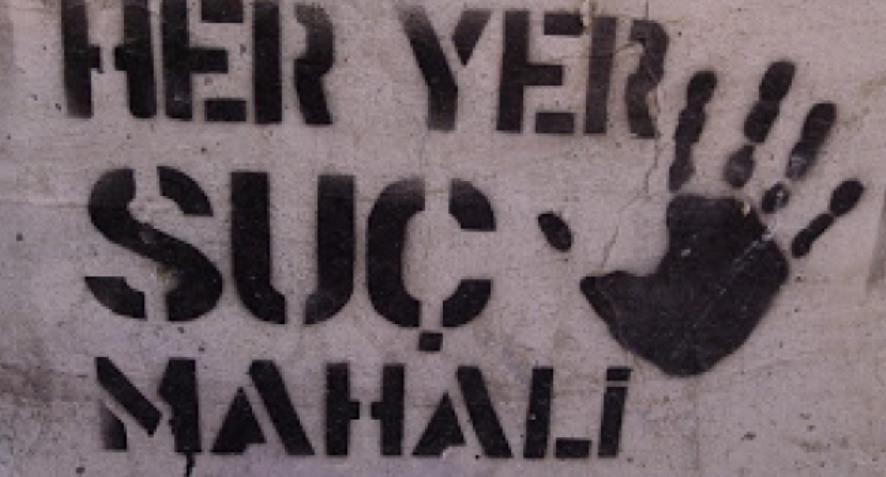 HER YER
SUÇ
MAHALİ